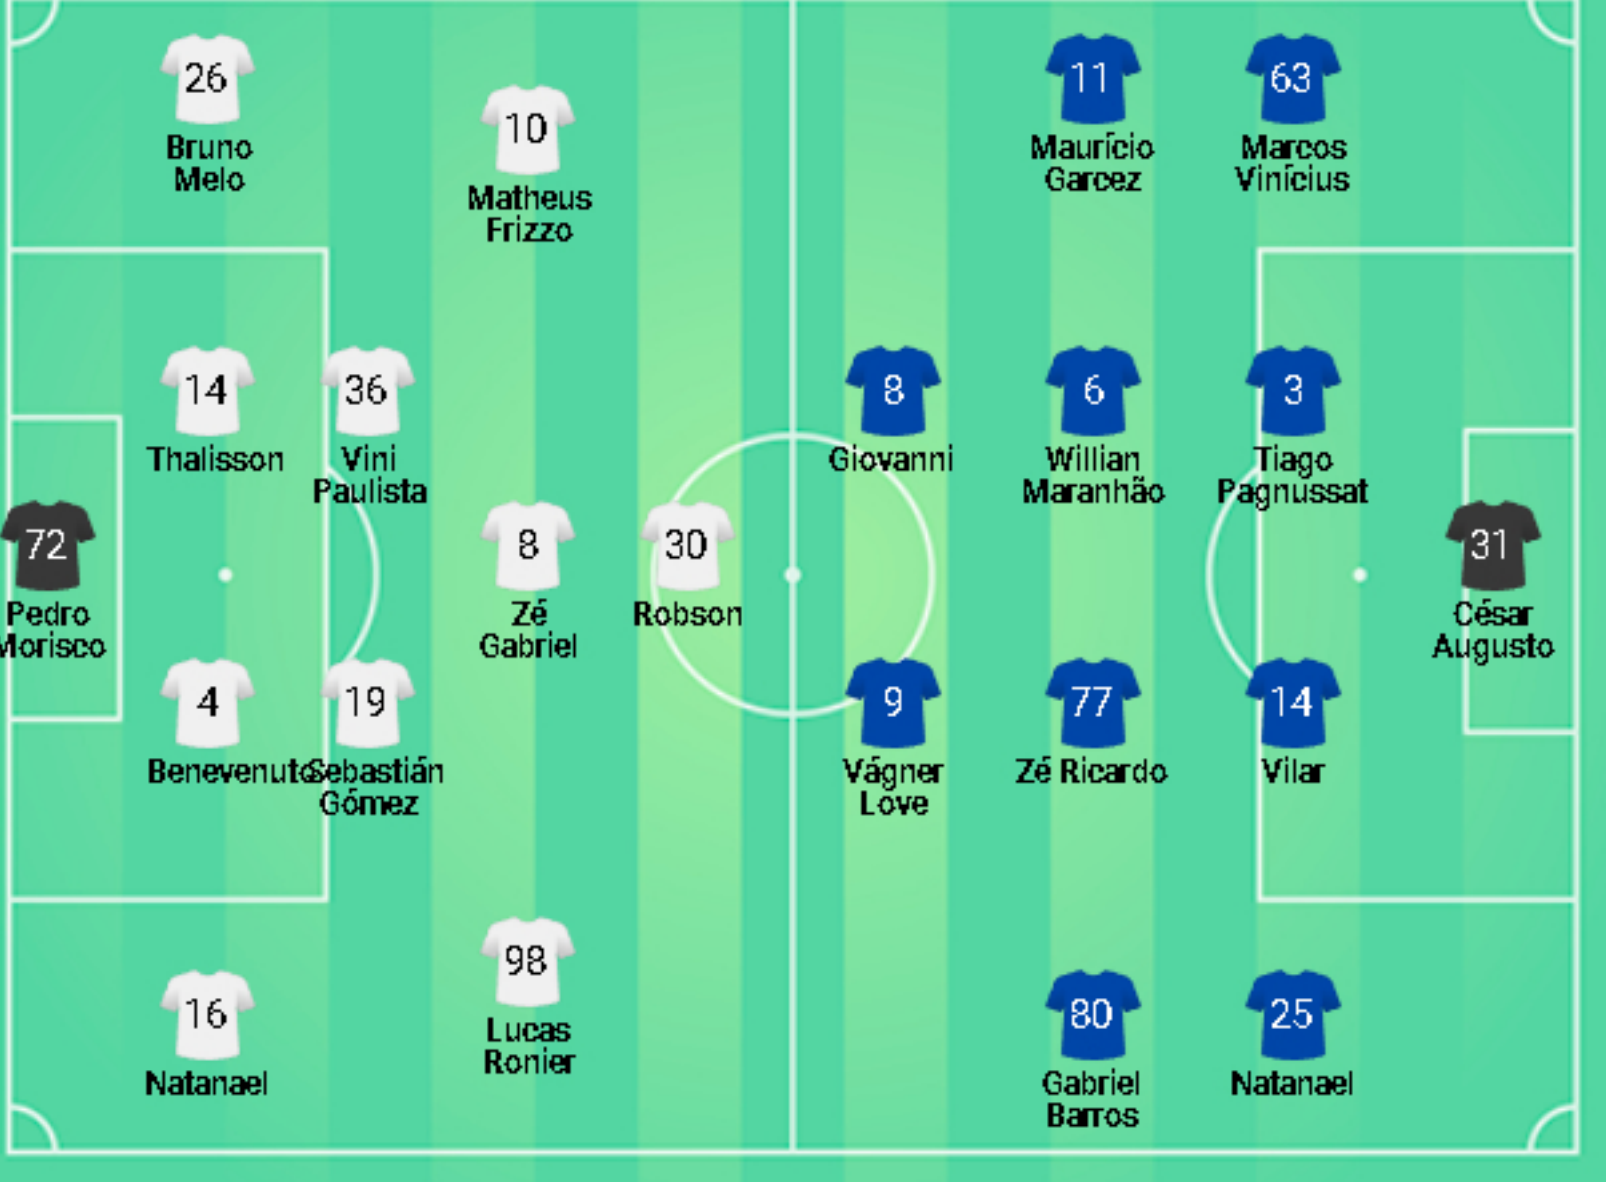 26
Bruno
Melo
10
Matheus
Frizzo
11
Maurício
Garcez
63
Marcos
Vinícius
14
Thalisson
36
Vini
Paulista
8
Giovanni
6
Willian
Maranhão
3
Tiago
Pagnussat
72
Pedro
Morisco
8
Zé
Gabriel
30
Robson
31
César
Augusto
4
Benevenuto
19
Sebastián
Gómez
9
Vágner
Love
77
Zé Ricardo
14
Vilar
16
Natanael
98
Lucas
Ronier
80
Gabriel
Barros
25
Natanael